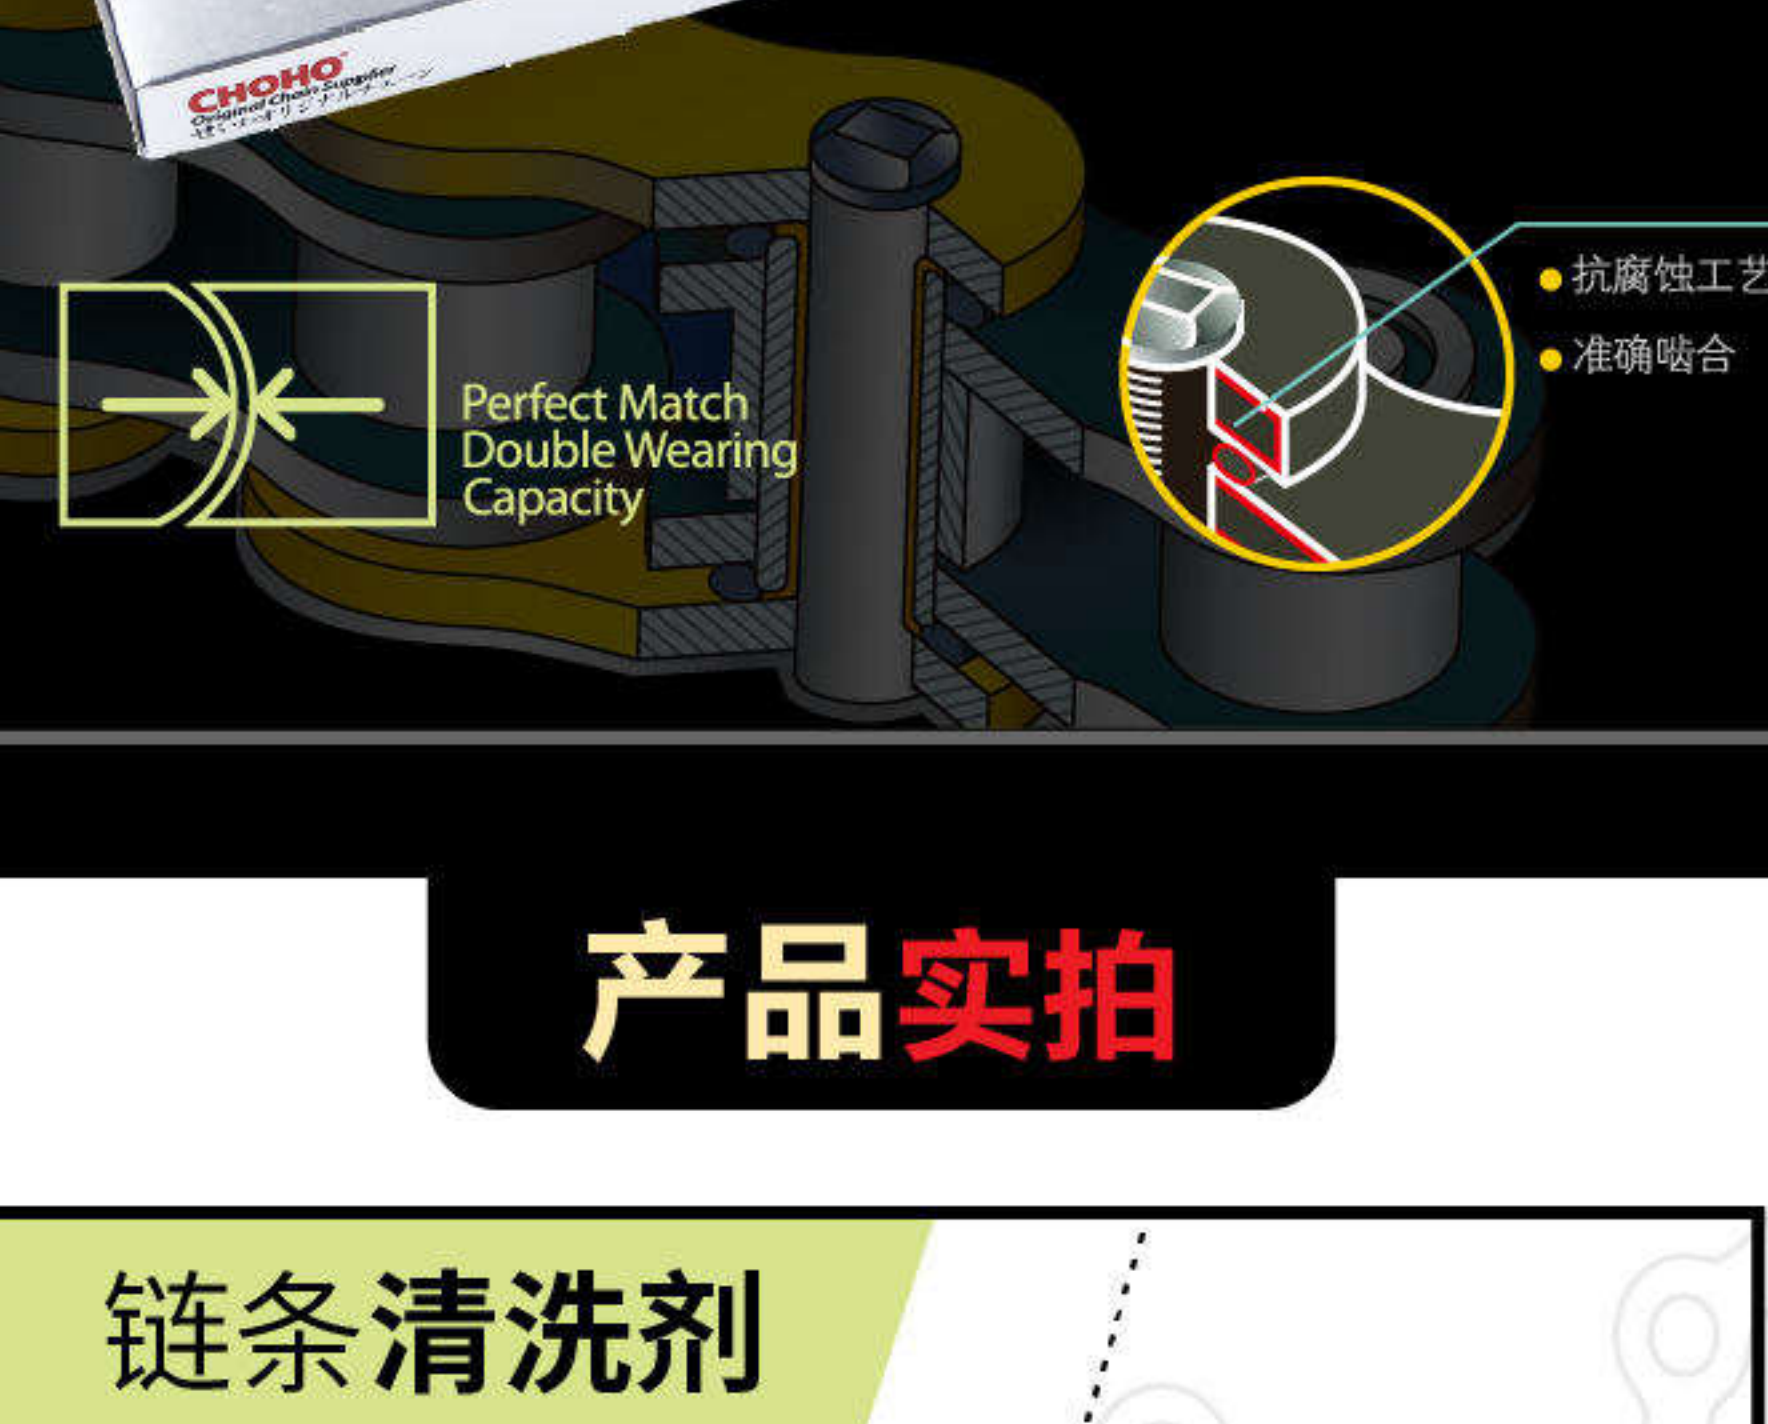 CHOHO
Original Chain Supplier
抗腐蚀工艺
准确啮合
Perfect Match
Double Wearing
Capacity
产品实拍
链条清洗剂